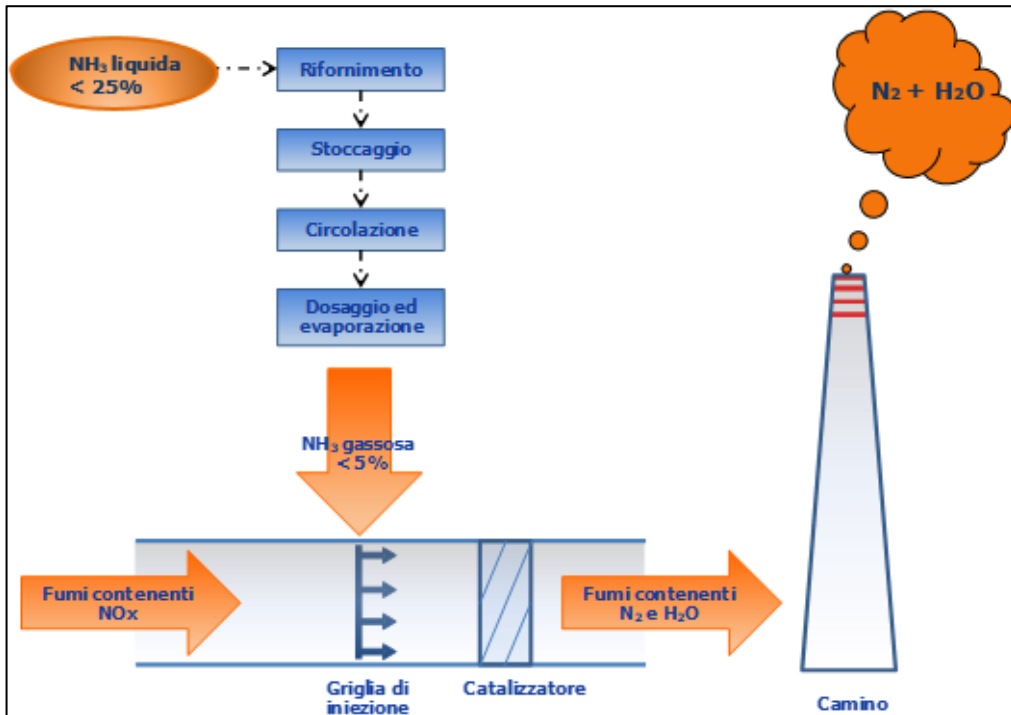 NH₃ liquida
< 25%
Rifornimento
Stoccaggio
Circolazione
Dosaggio ed
evaporazione
NH₃ gassosa
< 5%
N₂ + H₂O
Fumi contenenti
NOx
Fumi contenenti
N₂ e H₂O
Griglia di
iniezione
Catalizzatore
Camino